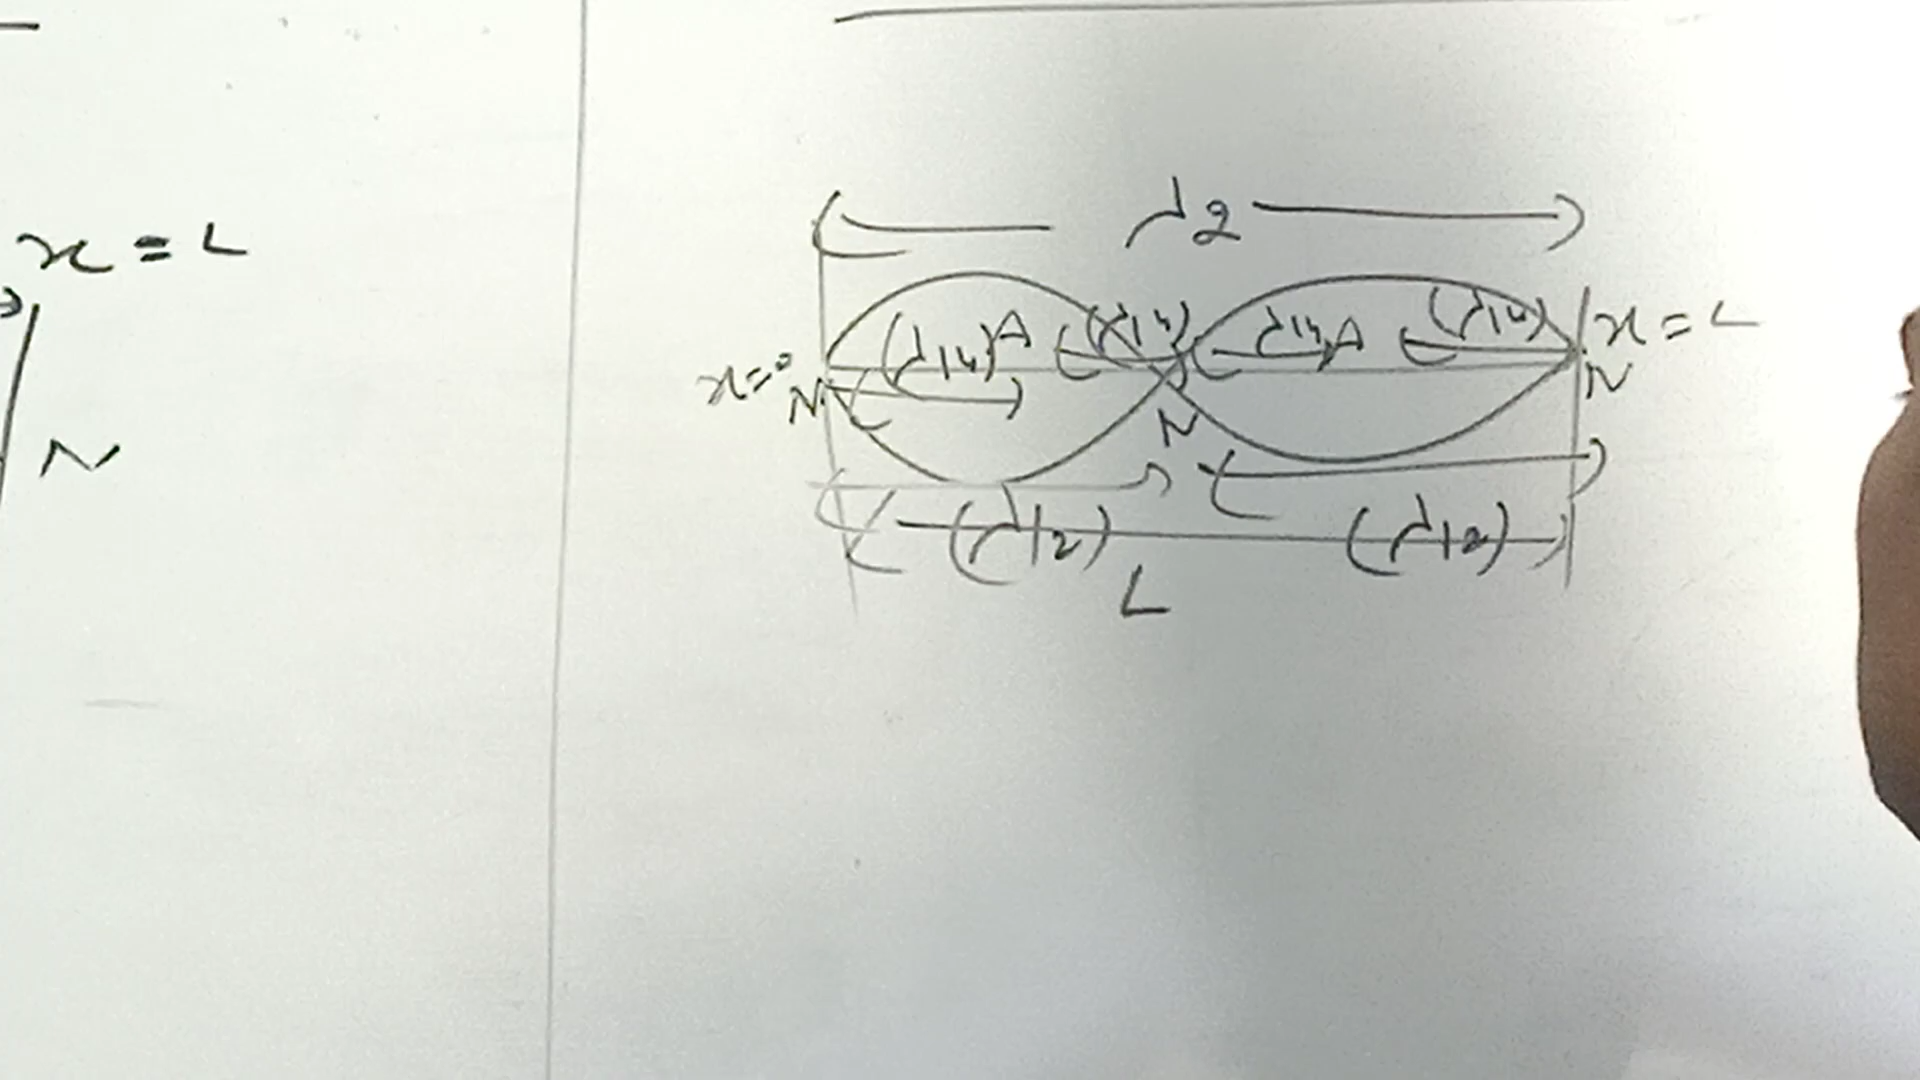 x = L
N
λ2
x=0
N
(λ/4)
A
(λ/4)
λ/4
A
(λ/4)
x = L
N
N
(λ/2)
(λ/2)
L